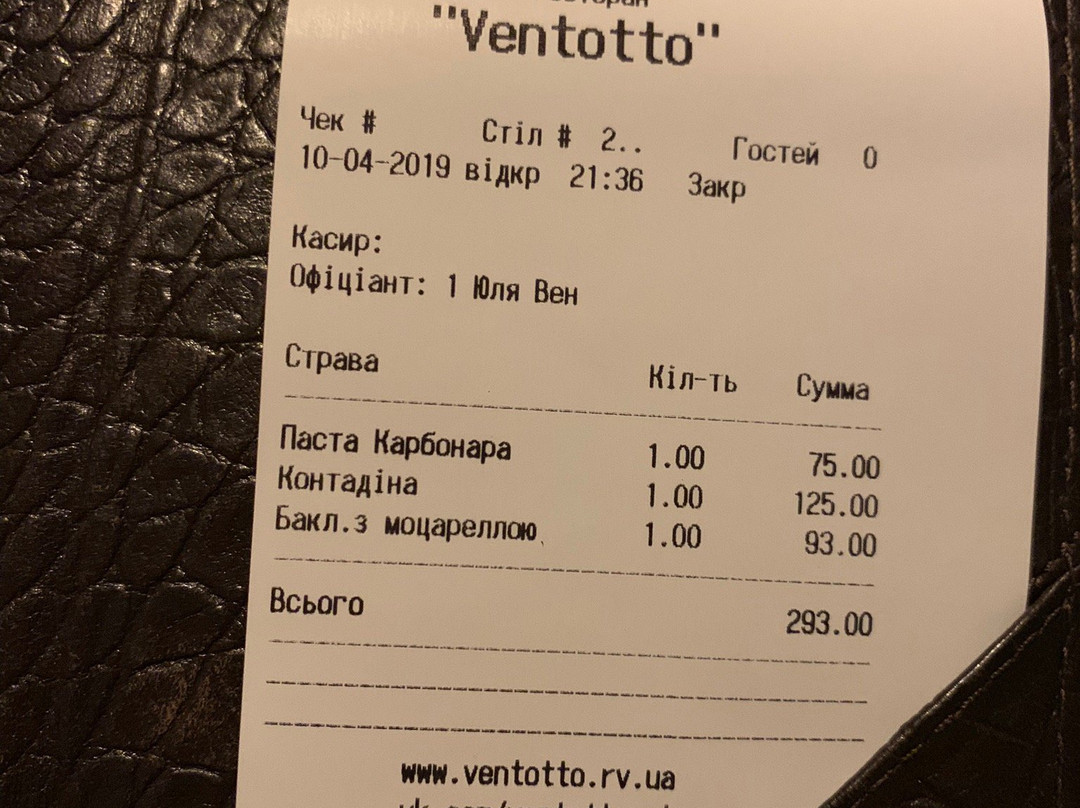 "Ventotto"
Чек # Стіл # 2.. Гостей 0
10-04-2019 відкр 21:36 Закр
Касир:
Офіціант: 1 Юля Вен
Страва Кіл-ть Сумма
Паста Карбонара 1.00 75.00
Контадіна 1.00 125.00
Бакл.з моцареллою 1.00 93.00
Всього 293.00
www.ventotto.rv.ua